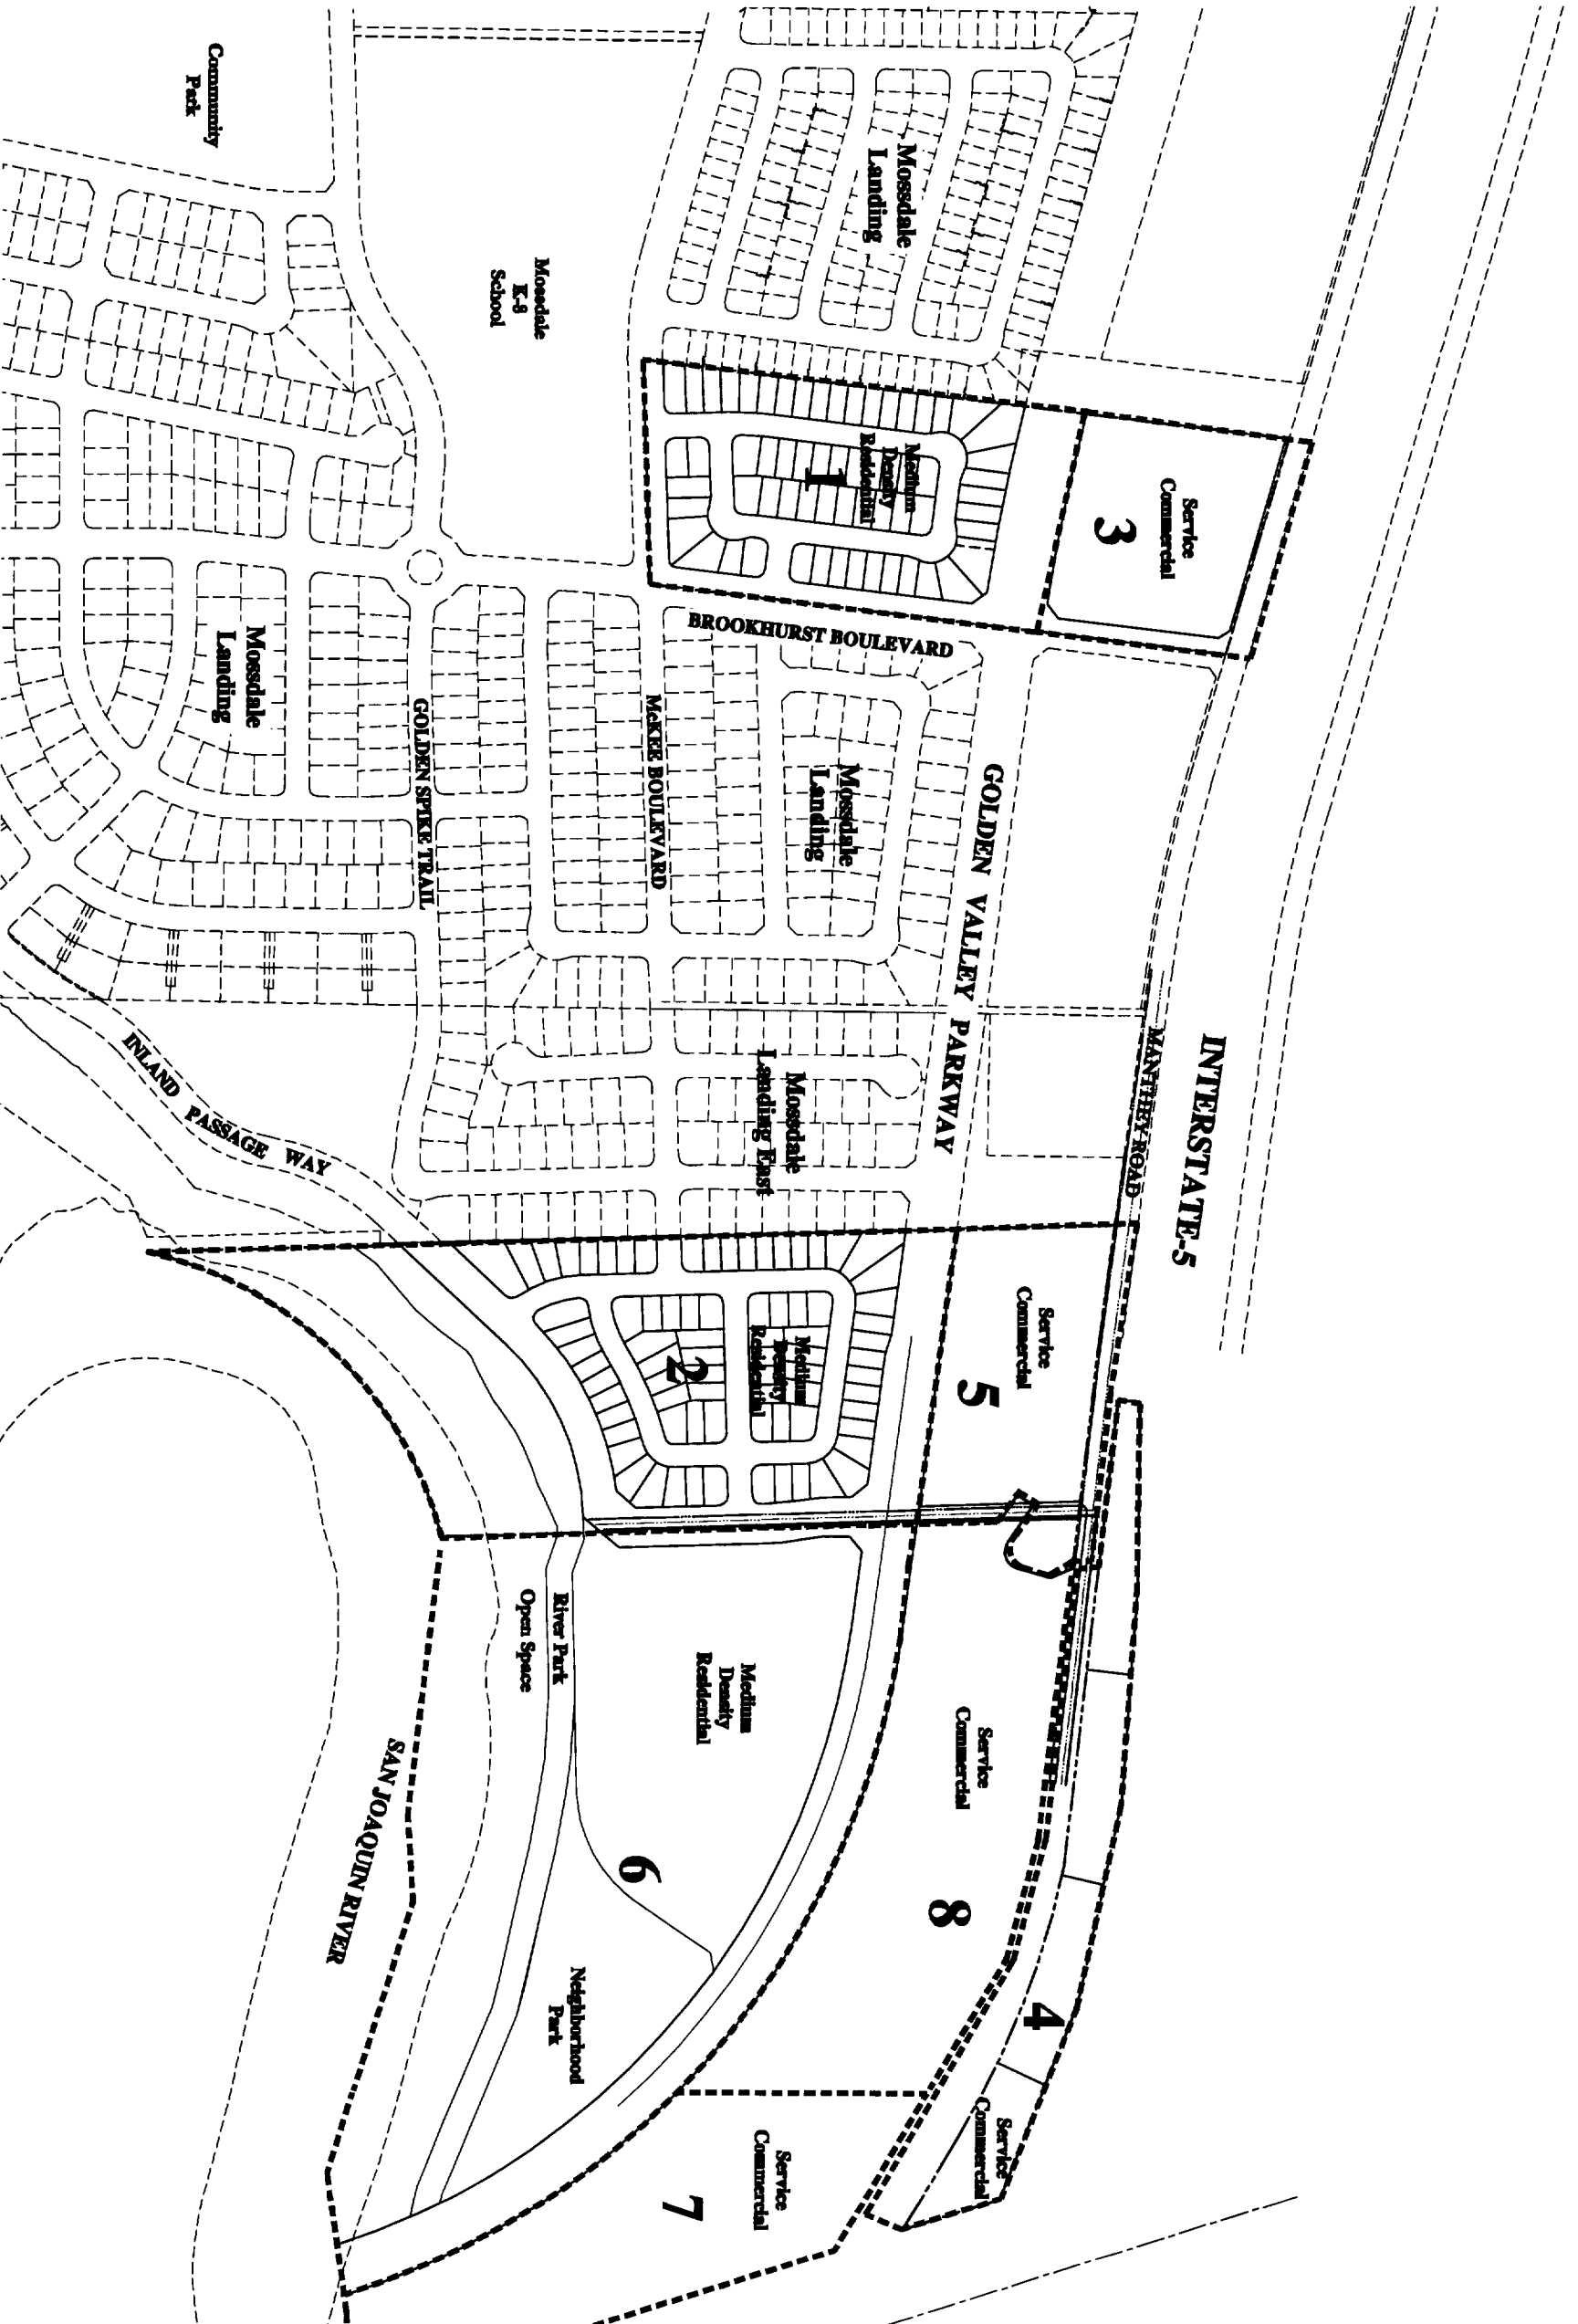 INTERSTATE-5
MANTHEY ROAD
GOLDEN VALLEY PARKWAY
BROOKHURST BOULEVARD
McKEE BOULEVARD
GOLDEN SPIKE TRAIL
INLAND PASSAGE WAY
SAN JOAQUIN RIVER
Community
Park
Mossdale
K-8
School
Mossdale
Landing
Mossdale
Landing
Mossdale
Landing
Mossdale
Landing East
Medium
Density
Residential
1
Service
Commercial
3
Medium
Density
Residential
2
Service
Commercial
5
Medium
Density
Residential
6
River Park
Open Space
Neighborhood
Park
Service
Commercial
8
4
Service
Commercial
Service
Commercial
7